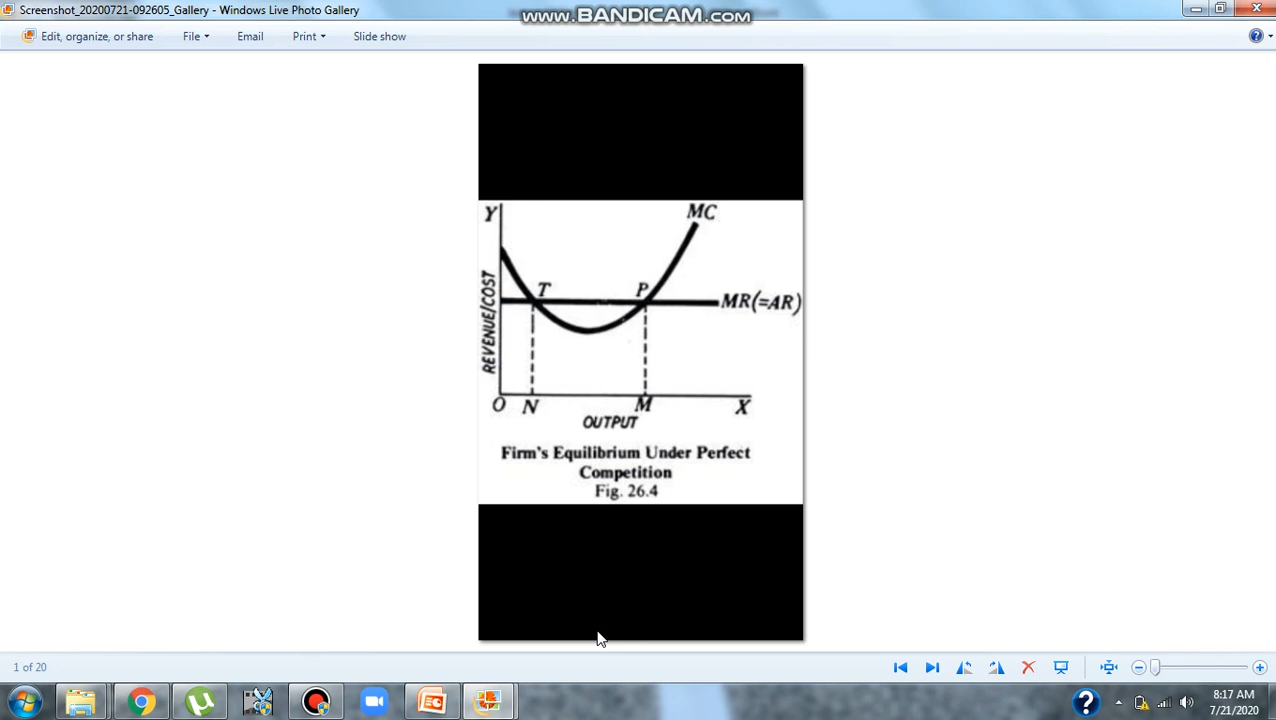 Screenshot_20200721-092605_Gallery - Windows Live Photo Gallery
www.BANDICAM.com
Edit, organize, or share File Email Print Slide show
Y
MC
T P
MR(=AR)
REVENUE/COST
O N M X
OUTPUT
Firm's Equilibrium Under Perfect
Competition
Fig. 26.4
1 of 20
8:17 AM
7/21/2020